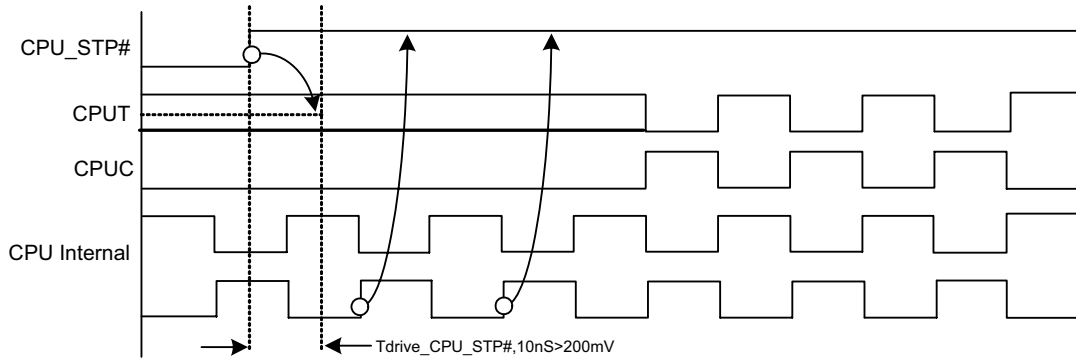 CPU_STP#
CPUT
CPUC
CPU Internal
Tdrive_CPU_STP#,10nS>200mV